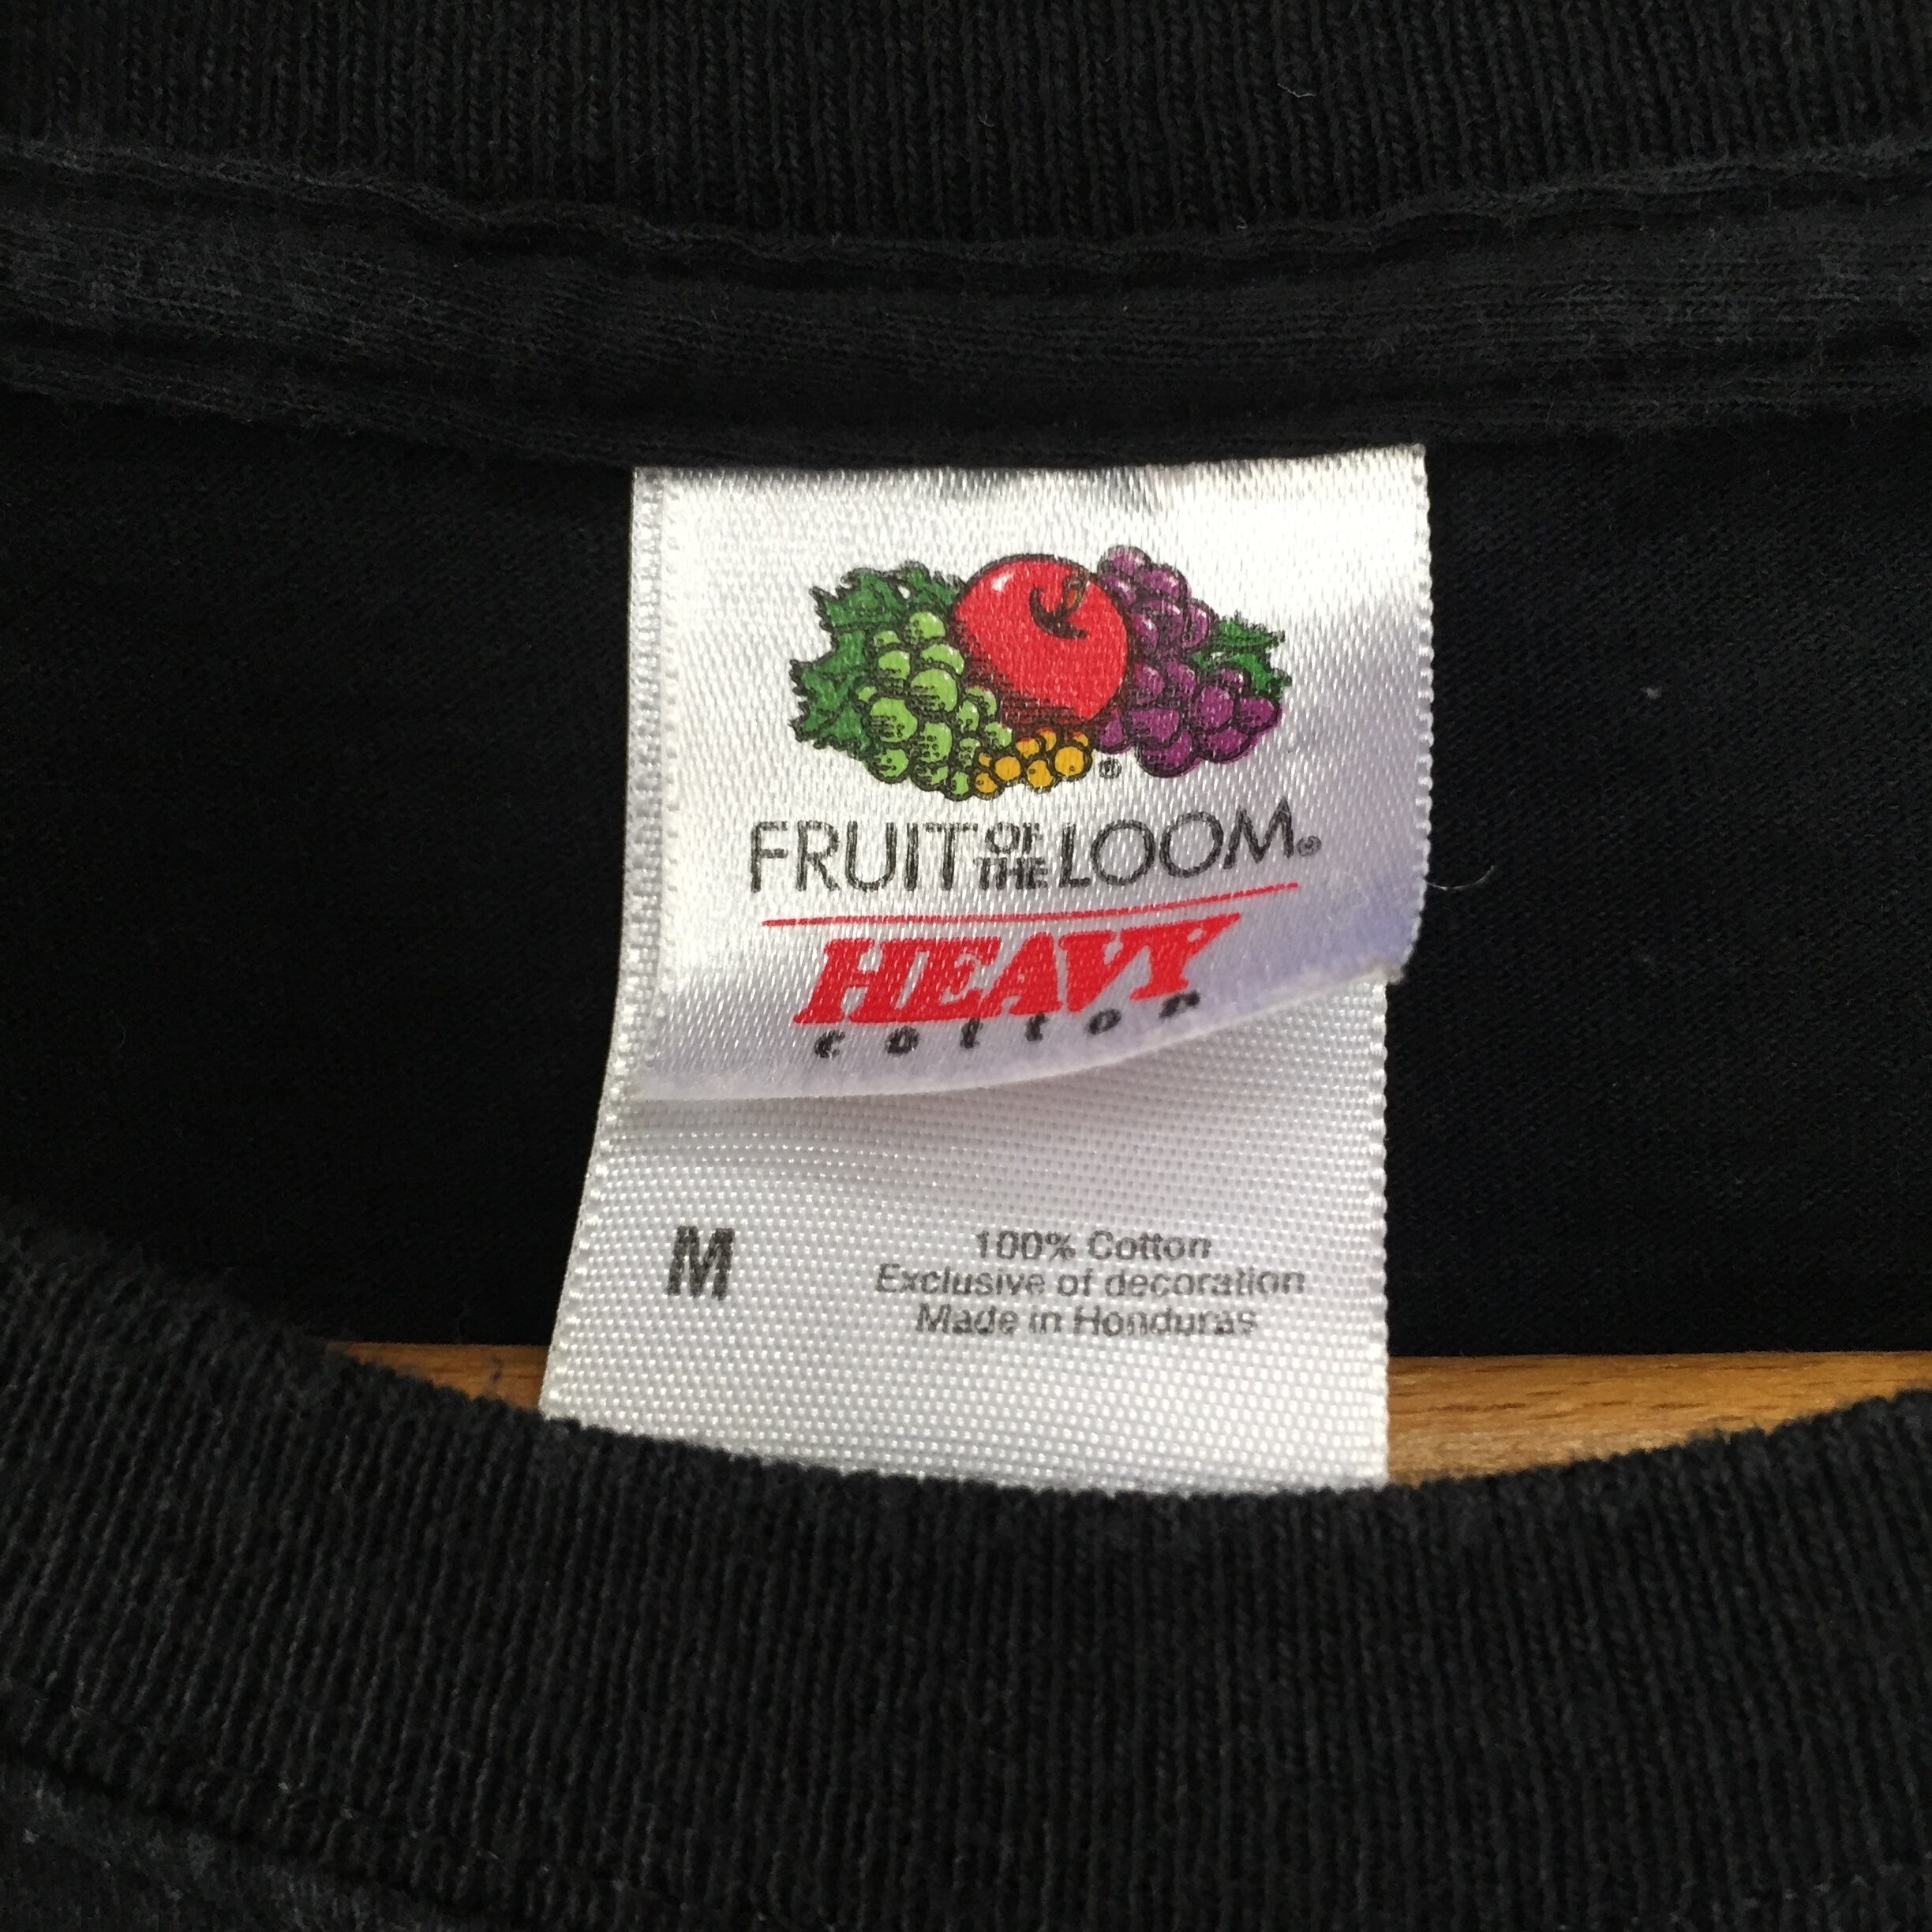 FRUIT OF THE LOOM®
HEAVY
cotton
M
100% Cotton
Exclusive of decoration
Made in Honduras